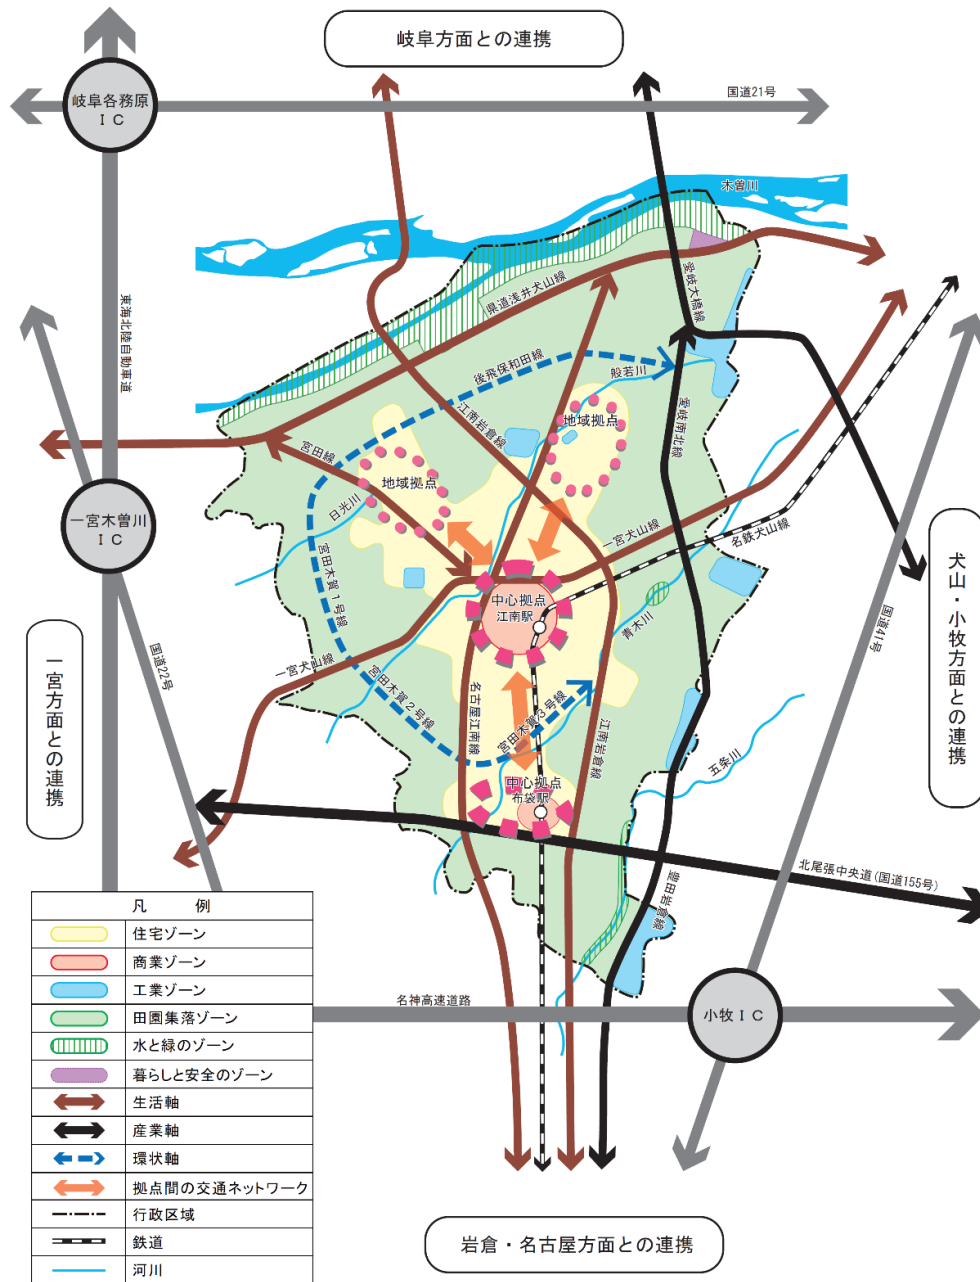 岐阜方面との連携
岐阜各務原
ＩＣ
国道21号
木曽川
東海北陸自動車道
愛岐大橋線
県道浅井犬山線
後飛保和田線
般若川
江南岩倉線
愛岐南北線
宮田線
地域拠点
地域拠点
日光川
一宮木曽川
ＩＣ
一宮犬山線
名鉄犬山線
宮田木賀１号線
中心拠点
江南駅
青木川
国道41号
犬山・小牧方面との連携
一宮方面との連携
国道22号
一宮犬山線
宮田木賀２号線
名古屋江南線
宮田木賀３号線
江南岩倉線
五条川
中心拠点
布袋駅
北尾張中央道(国道155号)
豊田岩倉線
名神高速道路
小牧ＩＣ
凡　例
住宅ゾーン
商業ゾーン
工業ゾーン
田園集落ゾーン
水と緑のゾーン
暮らしと安全のゾーン
生活軸
産業軸
環状軸
拠点間の交通ネットワーク
行政区域
鉄道
河川
岩倉・名古屋方面との連携